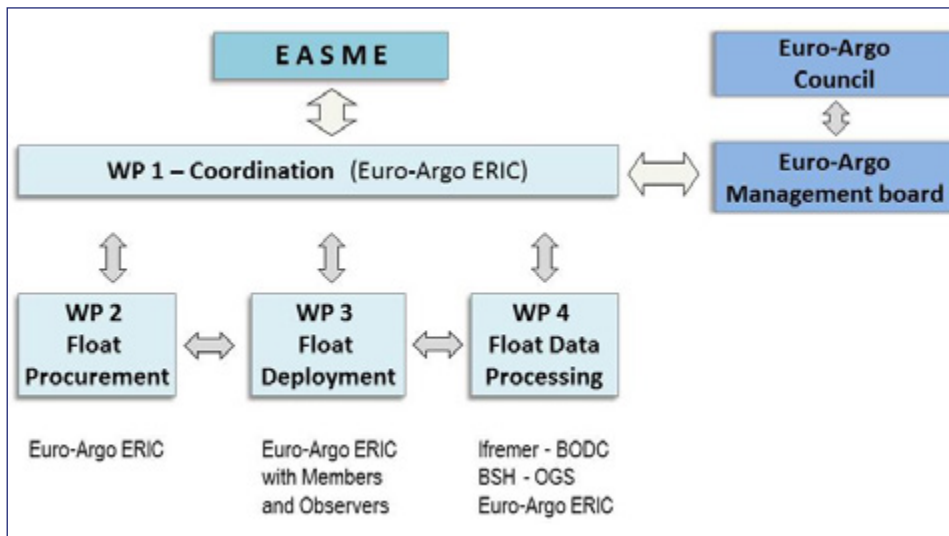 E A S M E
Euro-Argo
Council
WP 1 – Coordination (Euro-Argo ERIC)
Euro-Argo
Management board
WP 2
Float
Procurement
WP 3
Float
Deployment
WP 4
Float Data
Processing
Euro-Argo ERIC
Euro-Argo ERIC
with Members
and Observers
Ifremer - BODC
BSH - OGS
Euro-Argo ERIC